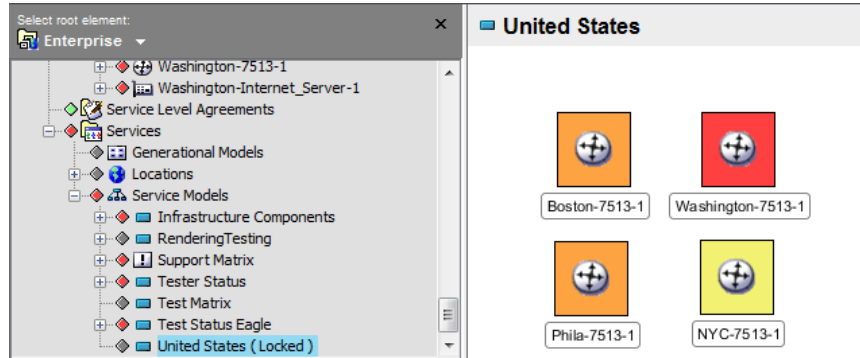 Select root element:
Enterprise
Washington-7513-1
Washington-Internet_Server-1
Service Level Agreements
Services
Generational Models
Locations
Service Models
Infrastructure Components
RenderingTesting
Support Matrix
Tester Status
Test Matrix
Test Status Eagle
United States ( Locked )
United States
Boston-7513-1
Washington-7513-1
Phila-7513-1
NYC-7513-1